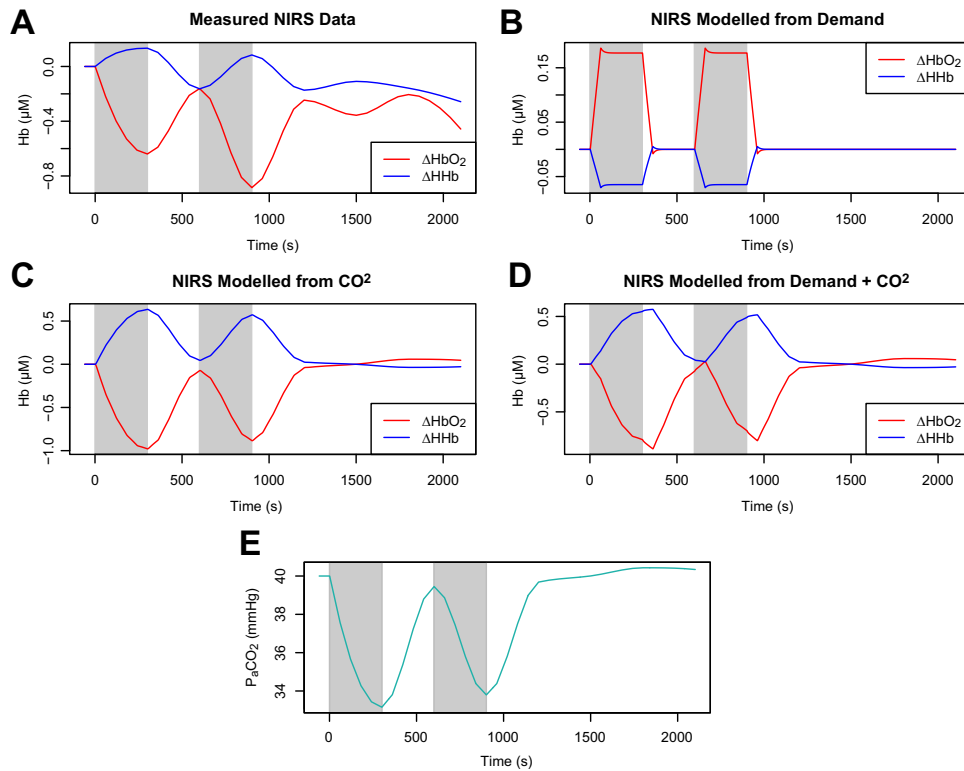 A
Measured NIRS Data
Hb (μM)
0.0
−0.4
−0.8
ΔHbO2
ΔHHb
0 500 1000 1500 2000
Time (s)
B
NIRS Modelled from Demand
Hb (μM)
0.15
0.05
−0.05
ΔHbO2
ΔHHb
0 500 1000 1500 2000
Time (s)
C
NIRS Modelled from CO²
Hb (μM)
0.5
0.0
−1.0
ΔHbO2
ΔHHb
0 500 1000 1500 2000
Time (s)
D
NIRS Modelled from Demand + CO²
Hb (μM)
0.5
0.0
−0.5
ΔHbO2
ΔHHb
0 500 1000 1500 2000
Time (s)
E
PaCO2 (mmHg)
40
38
36
34
0 500 1000 1500 2000
Time (s)